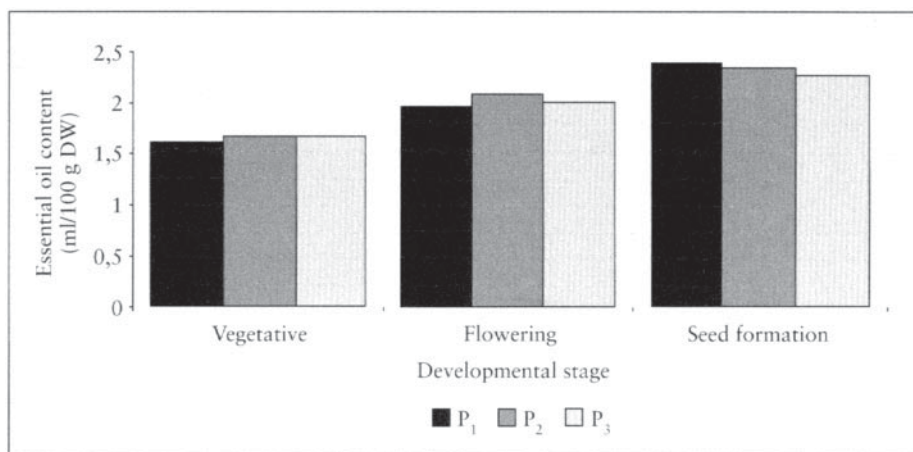 Essential oil content
(ml/100 g DW)
2,5
2
1,5
1
0,5
0
Vegetative Flowering Seed formation
Developmental stage
P₁ P₂ P₃